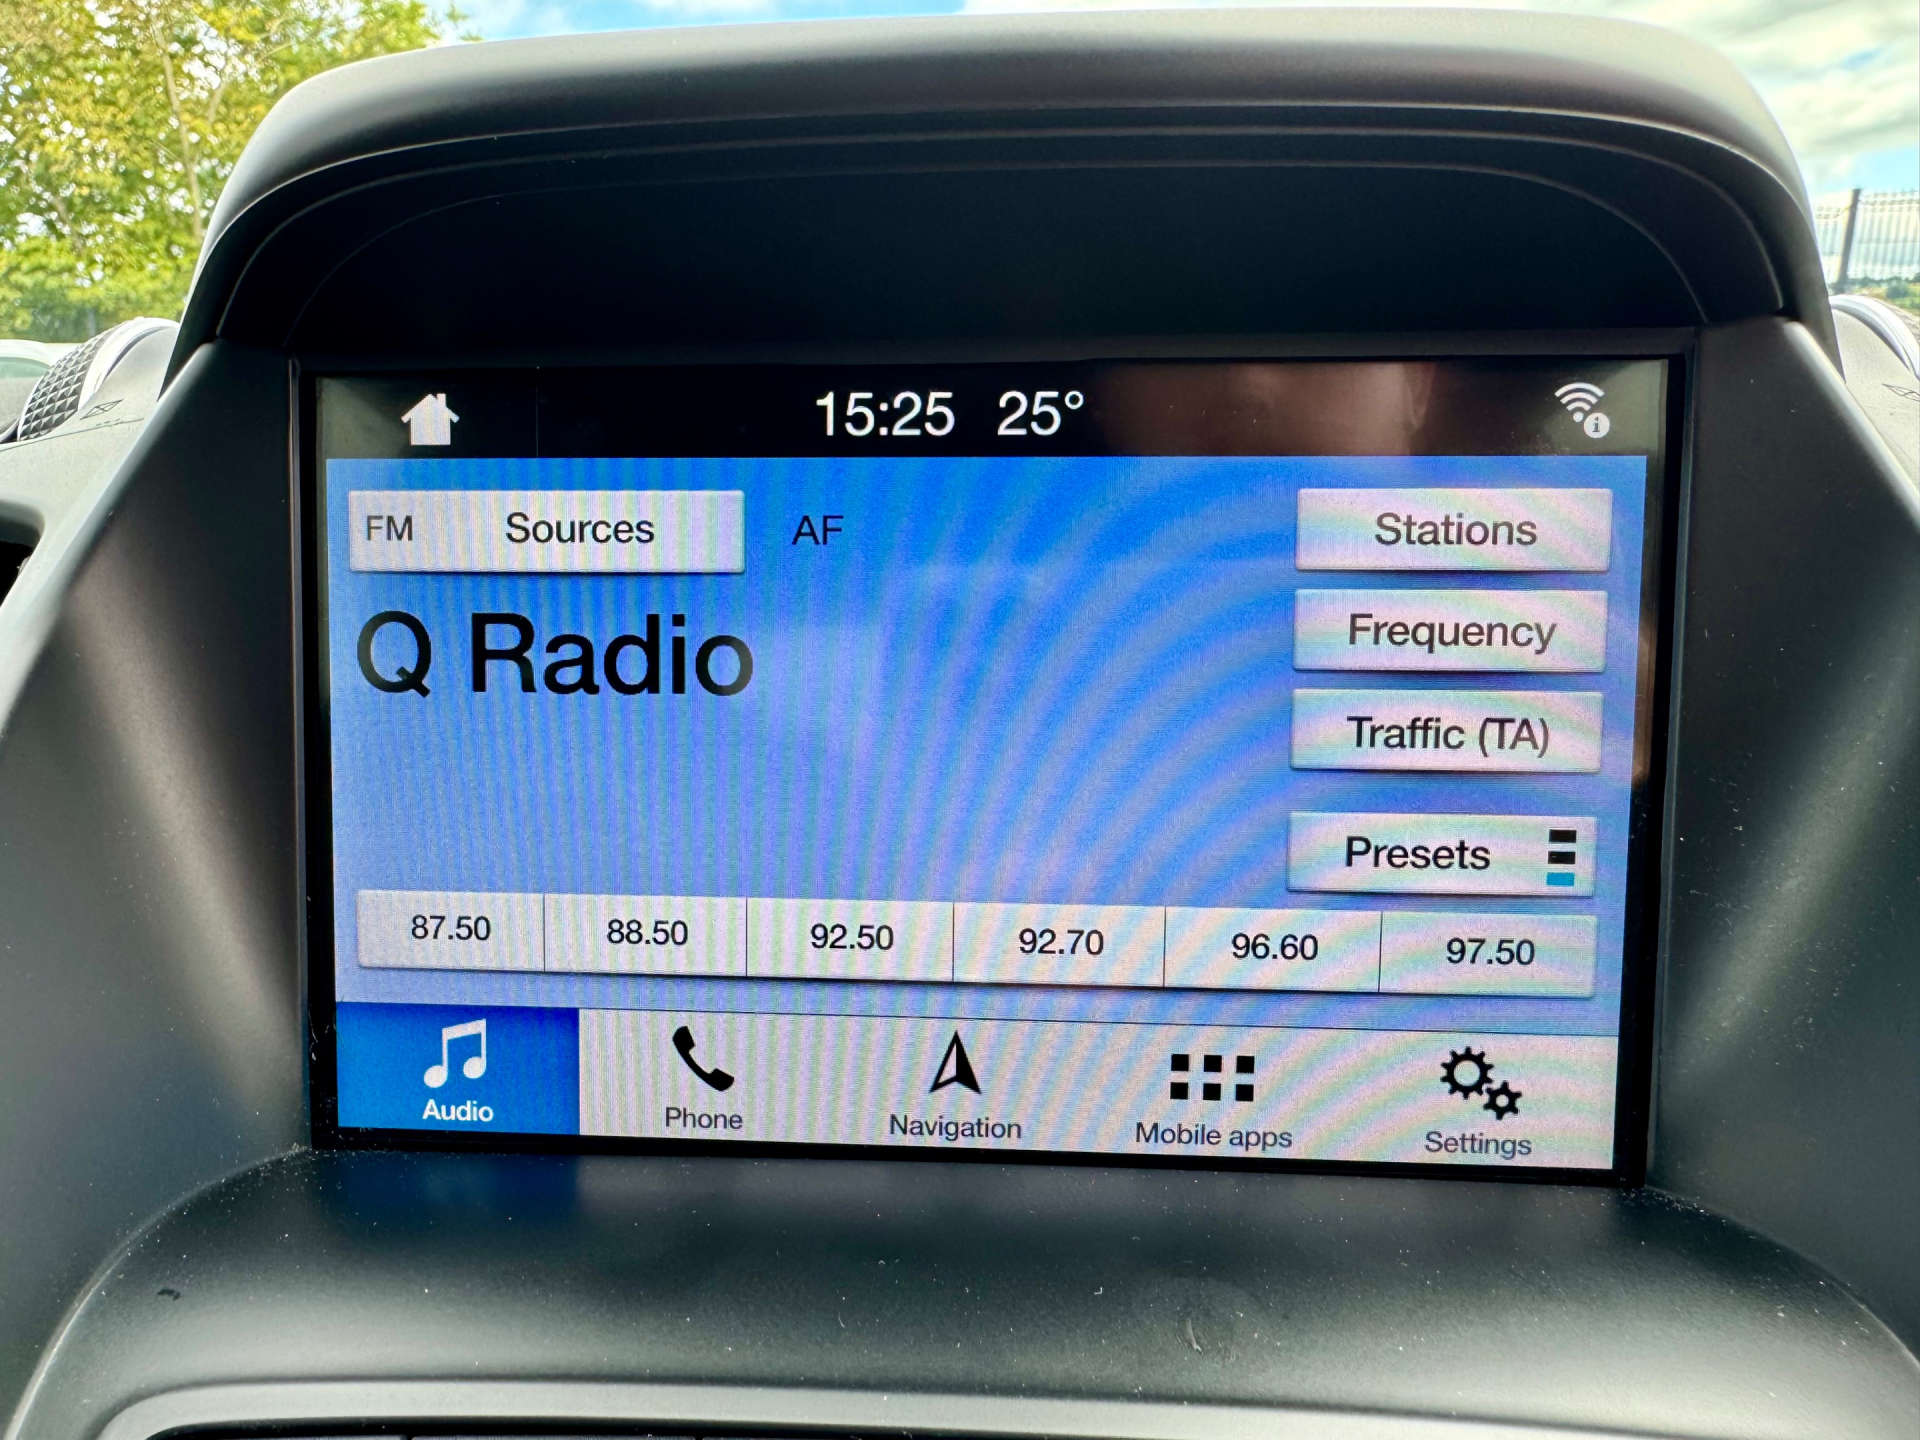 15:25 25°
FM Sources AF
Stations
Q Radio
Frequency
Traffic (TA)
Presets
87.50 88.50 92.50 92.70 96.60 97.50
Audio Phone Navigation Mobile apps Settings